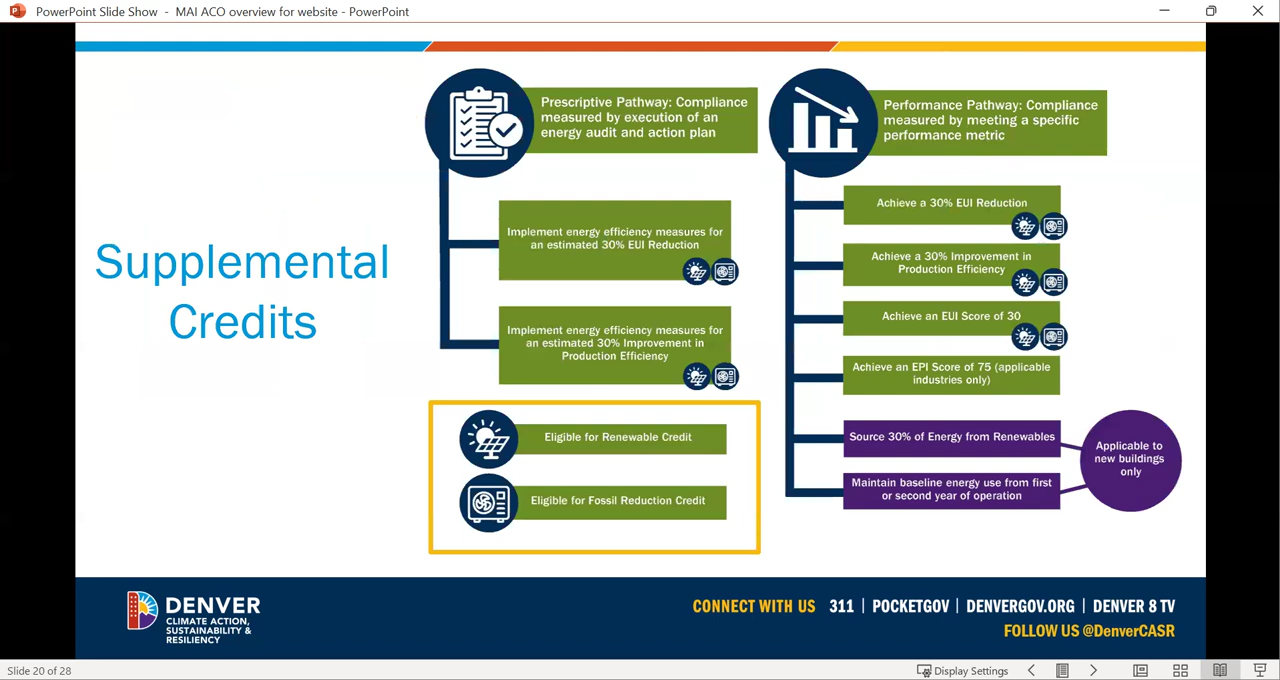 PowerPoint Slide Show - MAI ACO overview for website - PowerPoint
Supplemental
Credits
Prescriptive Pathway: Compliance
measured by execution of an
energy audit and action plan
Implement energy efficiency measures for
an estimated 30% EUI Reduction
Implement energy efficiency measures for
an estimated 30% Improvement in
Production Efficiency
Eligible for Renewable Credit
Eligible for Fossil Reduction Credit
Performance Pathway: Compliance
measured by meeting a specific
performance metric
Achieve a 30% EUI Reduction
Achieve a 30% Improvement in
Production Efficiency
Achieve an EUI Score of 30
Achieve an EPI Score of 75 (applicable
industries only)
Source 30% of Energy from Renewables
Maintain baseline energy use from first
or second year of operation
Applicable to
new buildings
only
DENVER
CLIMATE ACTION,
SUSTAINABILITY &
RESILIENCY
CONNECT WITH US 311 | POCKETGOV | DENVERGOV.ORG | DENVER 8 TV
FOLLOW US @DenverCASR
Slide 20 of 28
Display Settings